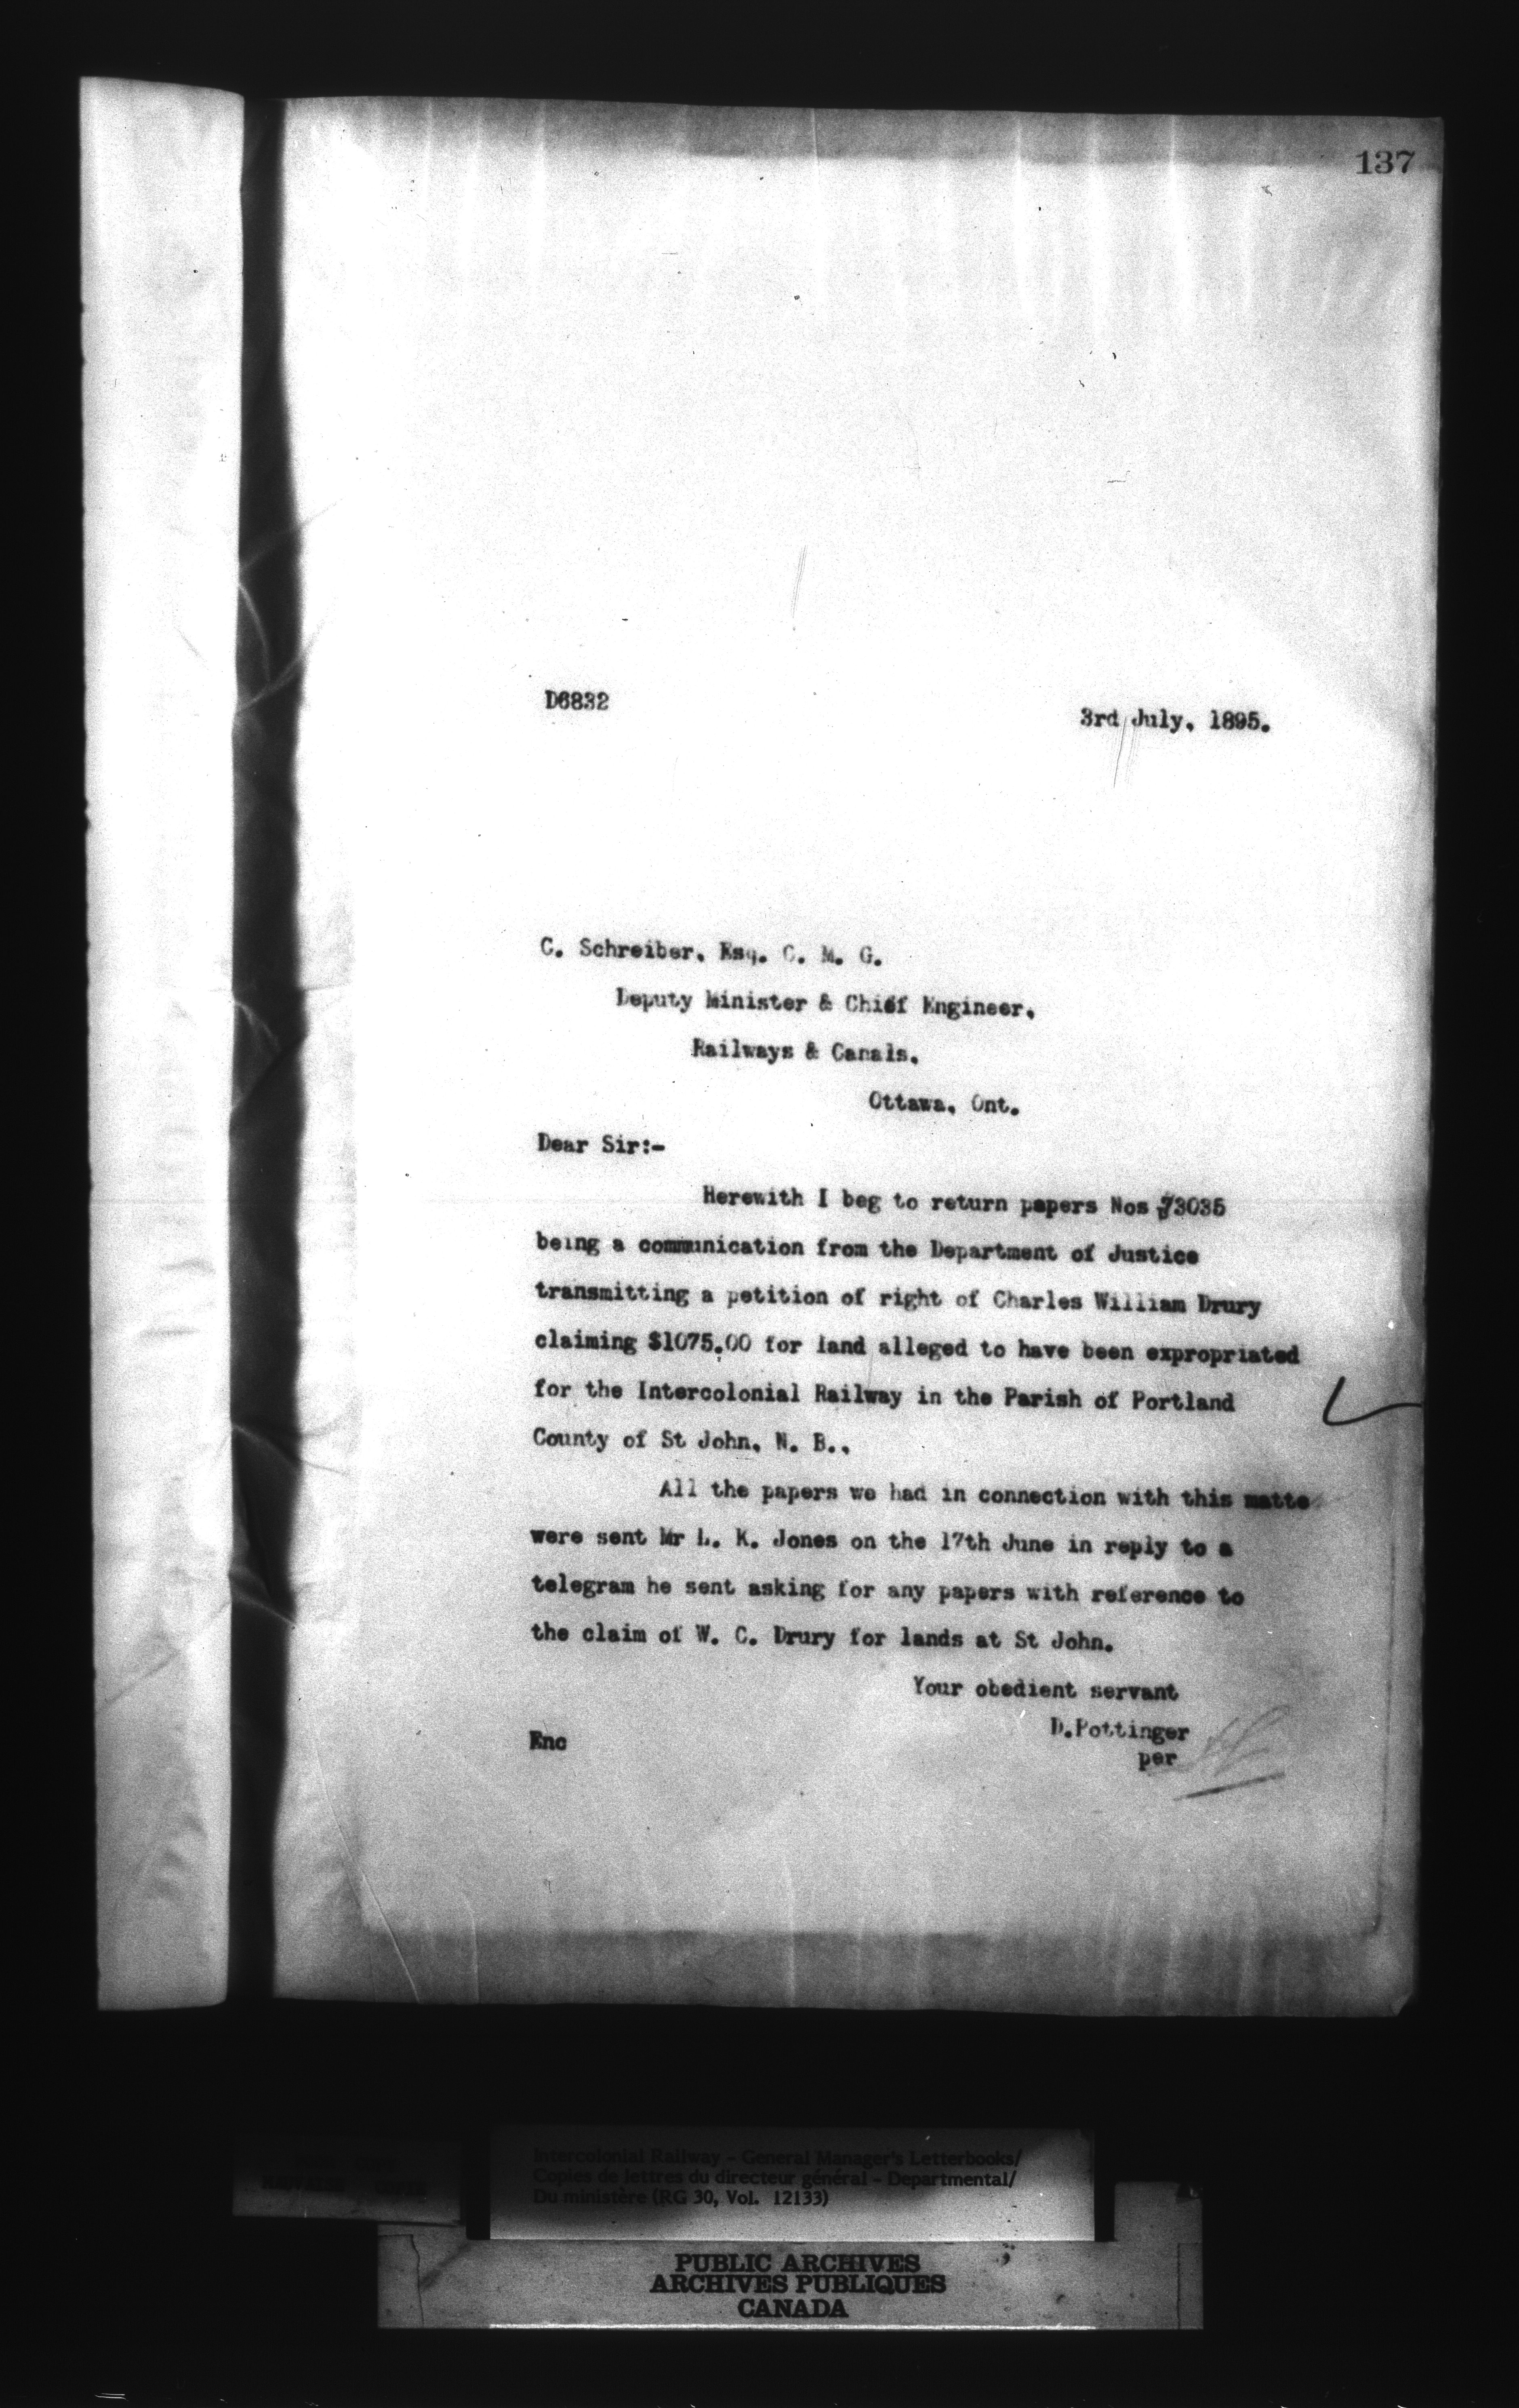 137
D6832
3rd July, 1895.
C. Schreiber, Esq. C. M. G.
Deputy Minister & Chief Engineer,
Railways & Canals,
Ottawa, Ont.
Dear Sir:-
Herewith I beg to return papers Nos 73035
being a communication from the Department of Justice
transmitting a petition of right of Charles William Drury
claiming $1075.00 for land alleged to have been expropriated
for the Intercolonial Railway in the Parish of Portland
County of St John, N. B.,
All the papers we had in connection with this matte
were sent Mr L. K. Jones on the 17th June in reply to a
telegram he sent asking for any papers with reference to
the claim of W. C. Drury for lands at St John.
Your obedient servant
D.Pottinger
per
Enc
Intercolonial Railway - General Manager's Letterbooks/
Copies de lettres du directeur général - Departmental/
Du ministère (RG 30, Vol. 12133)
PUBLIC ARCHIVES
ARCHIVES PUBLIQUES
CANADA